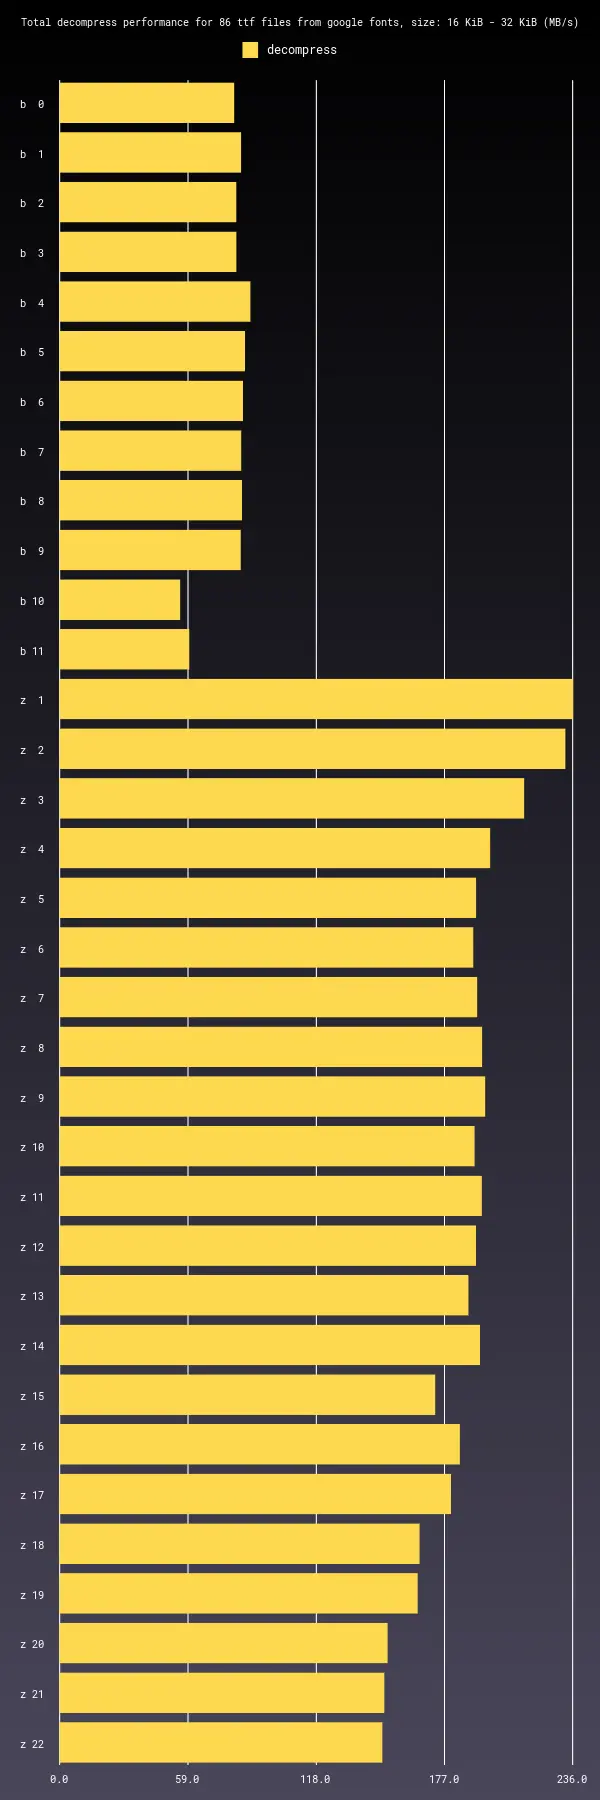 Total decompress performance for 86 ttf files from google fonts, size: 16 KiB - 32 KiB (MB/s)
decompress
b 0
b 1
b 2
b 3
b 4
b 5
b 6
b 7
b 8
b 9
b 10
b 11
z 1
z 2
z 3
z 4
z 5
z 6
z 7
z 8
z 9
z 10
z 11
z 12
z 13
z 14
z 15
z 16
z 17
z 18
z 19
z 20
z 21
z 22
0.0 59.0 118.0 177.0 236.0